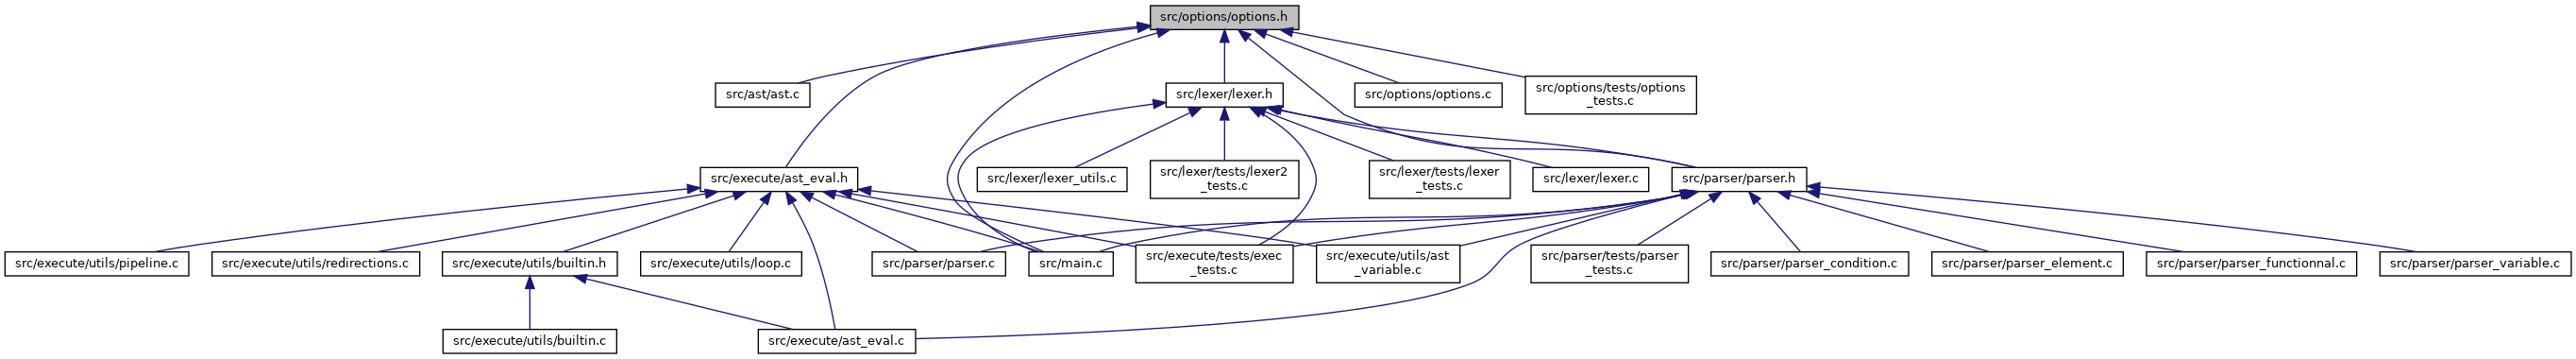 src/options/options.h
src/ast/ast.c
src/lexer/lexer.h
src/options/options.c
src/options/tests/options
_tests.c
src/execute/ast_eval.h
src/lexer/lexer_utils.c
src/lexer/tests/lexer2
_tests.c
src/lexer/tests/lexer
_tests.c
src/lexer/lexer.c
src/parser/parser.h
src/execute/utils/pipeline.c
src/execute/utils/redirections.c
src/execute/utils/builtin.h
src/execute/utils/loop.c
src/parser/parser.c
src/main.c
src/execute/tests/exec
_tests.c
src/execute/utils/ast
_variable.c
src/parser/tests/parser
_tests.c
src/parser/parser_condition.c
src/parser/parser_element.c
src/parser/parser_functionnal.c
src/parser/parser_variable.c
src/execute/utils/builtin.c
src/execute/ast_eval.c